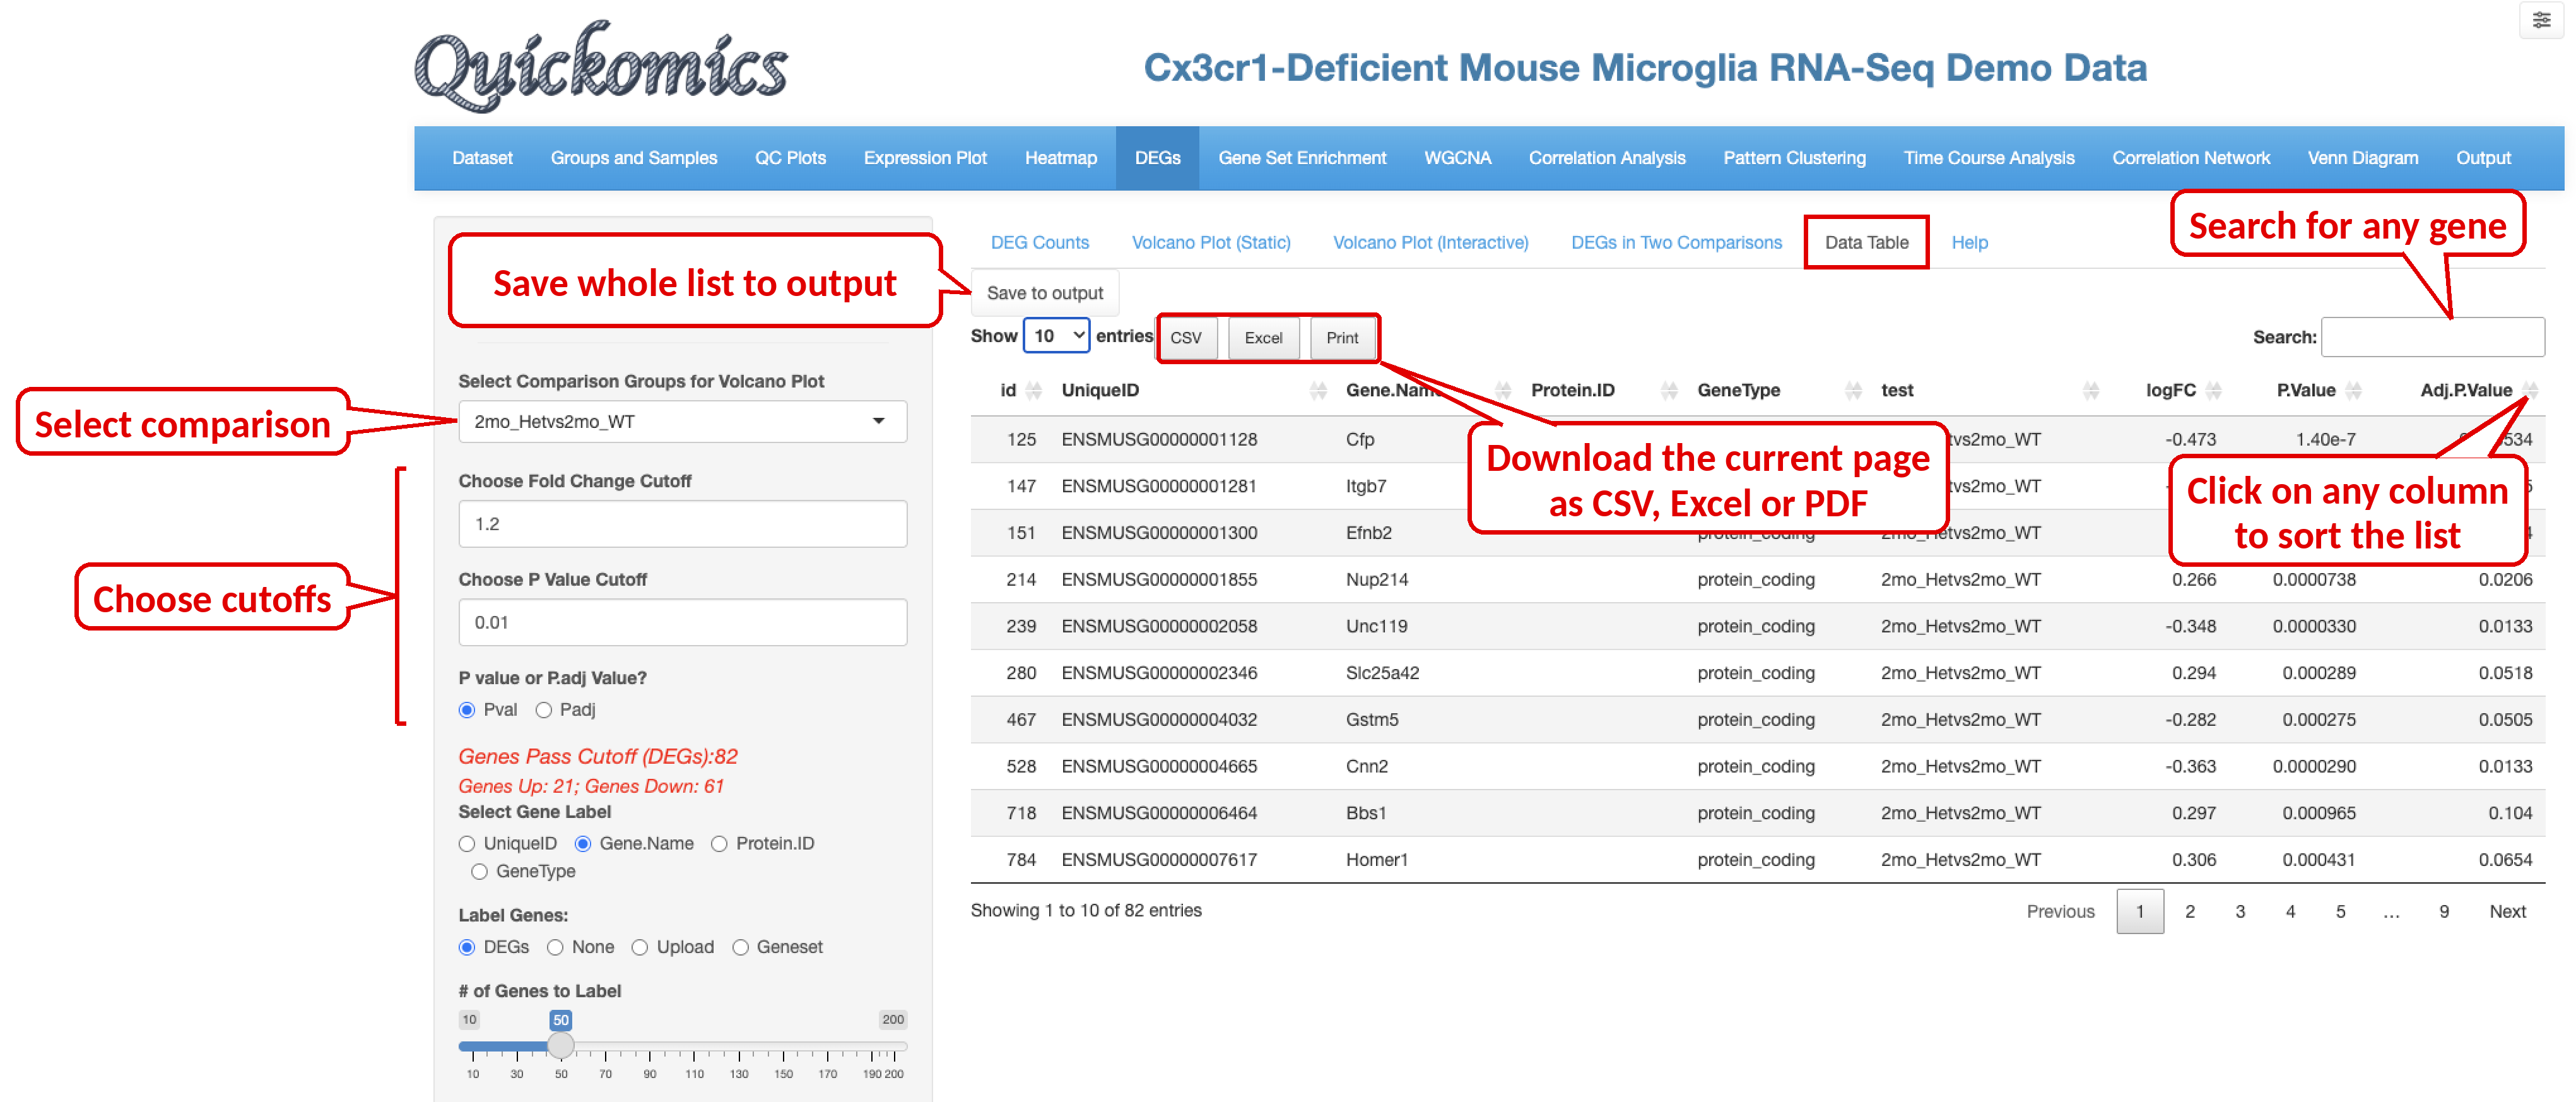 Quickomics
Cx3cr1-Deficient Mouse Microglia RNA-Seq Demo Data
Dataset Groups and Samples QC Plots Expression Plot Heatmap DEGs Gene Set Enrichment WGCNA Correlation Analysis Pattern Clustering Time Course Analysis Correlation Network Venn Diagram Output
Search for any gene
DEG Counts Volcano Plot (Static) Volcano Plot (Interactive) DEGs in Two Comparisons Data Table Help
Save whole list to output
Save to output
Show 10 entries CSV Excel Print Search:
Select Comparison Groups for Volcano Plot
Select comparison
2mo_Hetvs2mo_WT
Choose Fold Change Cutoff
1.2
Choose P Value Cutoff
Choose cutoffs
0.01
P value or P.adj Value?
Pval Padj
Genes Pass Cutoff (DEGs):82
Genes Up: 21; Genes Down: 61
Select Gene Label
UniqueID Gene.Name Protein.ID
GeneType
Label Genes:
DEGs None Upload Geneset
# of Genes to Label
10 50 200
10 30 50 70 90 110 130 150 170 190 200
id UniqueID Gene.Name Protein.ID GeneType test logFC P.Value Adj.P.Value
125 ENSMUSG00000001128 Cfp tvs2mo_WT -0.473 1.40e-7 534
Download the current page
as CSV, Excel or PDF
147 ENSMUSG00000001281 Itgb7 tvs2mo_WT
Click on any column
to sort the list
151 ENSMUSG00000001300 Efnb2 protein_coding 2mo_Hetvs2mo_WT
214 ENSMUSG00000001855 Nup214 protein_coding 2mo_Hetvs2mo_WT 0.266 0.0000738 0.0206
239 ENSMUSG00000002058 Unc119 protein_coding 2mo_Hetvs2mo_WT -0.348 0.0000330 0.0133
280 ENSMUSG00000002346 Slc25a42 protein_coding 2mo_Hetvs2mo_WT 0.294 0.000289 0.0518
467 ENSMUSG00000004032 Gstm5 protein_coding 2mo_Hetvs2mo_WT -0.282 0.000275 0.0505
528 ENSMUSG00000004665 Cnn2 protein_coding 2mo_Hetvs2mo_WT -0.363 0.0000290 0.0133
718 ENSMUSG00000006464 Bbs1 protein_coding 2mo_Hetvs2mo_WT 0.297 0.000965 0.104
784 ENSMUSG00000007617 Homer1 protein_coding 2mo_Hetvs2mo_WT 0.306 0.000431 0.0654
Showing 1 to 10 of 82 entries
Previous 1 2 3 4 5 … 9 Next